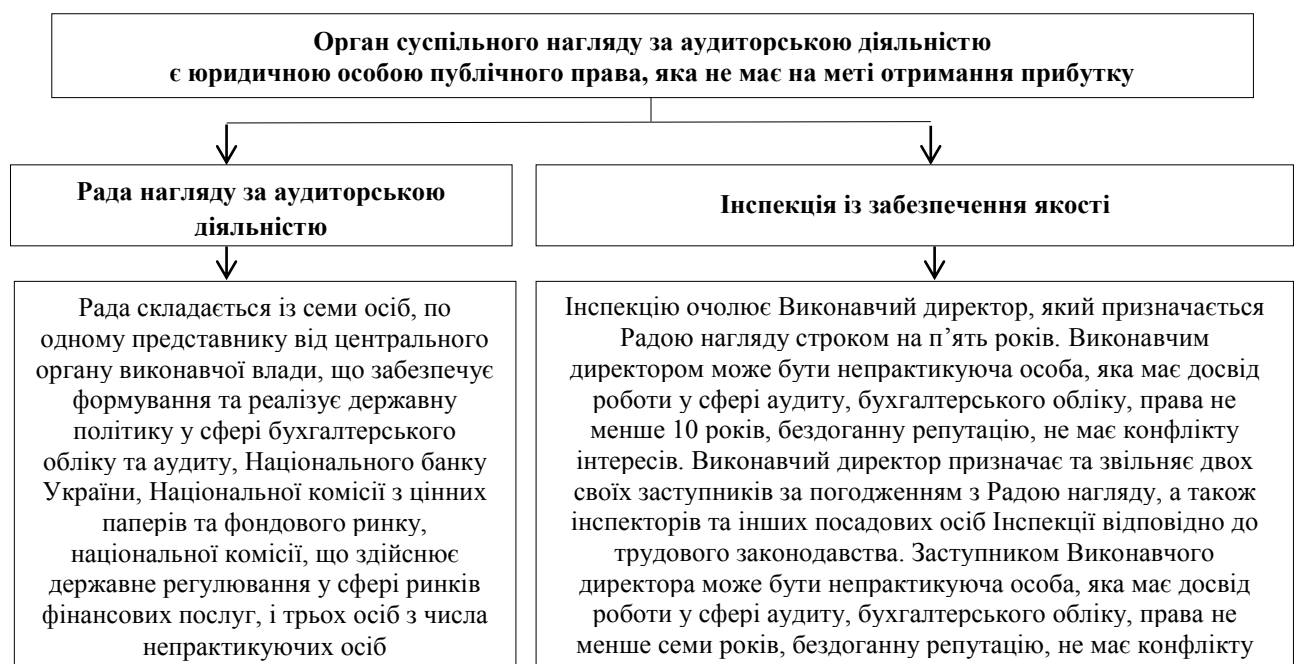 Орган суспільного нагляду за аудиторською діяльністю
є юридичною особою публічного права, яка не має на меті отримання прибутку
Рада нагляду за аудиторською
діяльністю
Інспекція із забезпечення якості
Рада складається із семи осіб, по
одному представнику від центрального
органу виконавчої влади, що забезпечує
формування та реалізує державну
політику у сфері бухгалтерського
обліку та аудиту, Національного банку
України, Національної комісії з цінних
паперів та фондового ринку,
національної комісії, що здійснює
державне регулювання у сфері ринків
фінансових послуг, і трьох осіб з числа
непрактикуючих осіб
Інспекцію очолює Виконавчий директор, який призначається
Радою нагляду строком на п’ять років. Виконавчим
директором може бути непрактикуюча особа, яка має досвід
роботи у сфері аудиту, бухгалтерського обліку, права не
менше 10 років, бездоганну репутацію, не має конфлікту
інтересів. Виконавчий директор призначає та звільняє двох
своїх заступників за погодженням з Радою нагляду, а також
інспекторів та інших посадових осіб Інспекції відповідно до
трудового законодавства. Заступником Виконавчого
директора може бути непрактикуюча особа, яка має досвід
роботи у сфері аудиту, бухгалтерського обліку, права не
менше семи років, бездоганну репутацію, не має конфлікту